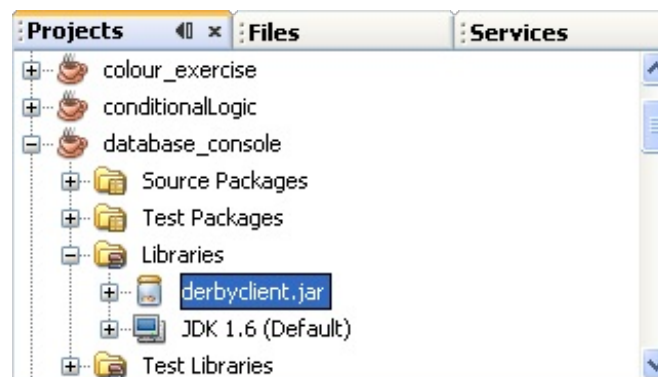 Projects Files Services
colour_exercise
conditionalLogic
database_console
Source Packages
Test Packages
Libraries
derbyclient.jar
JDK 1.6 (Default)
Test Libraries